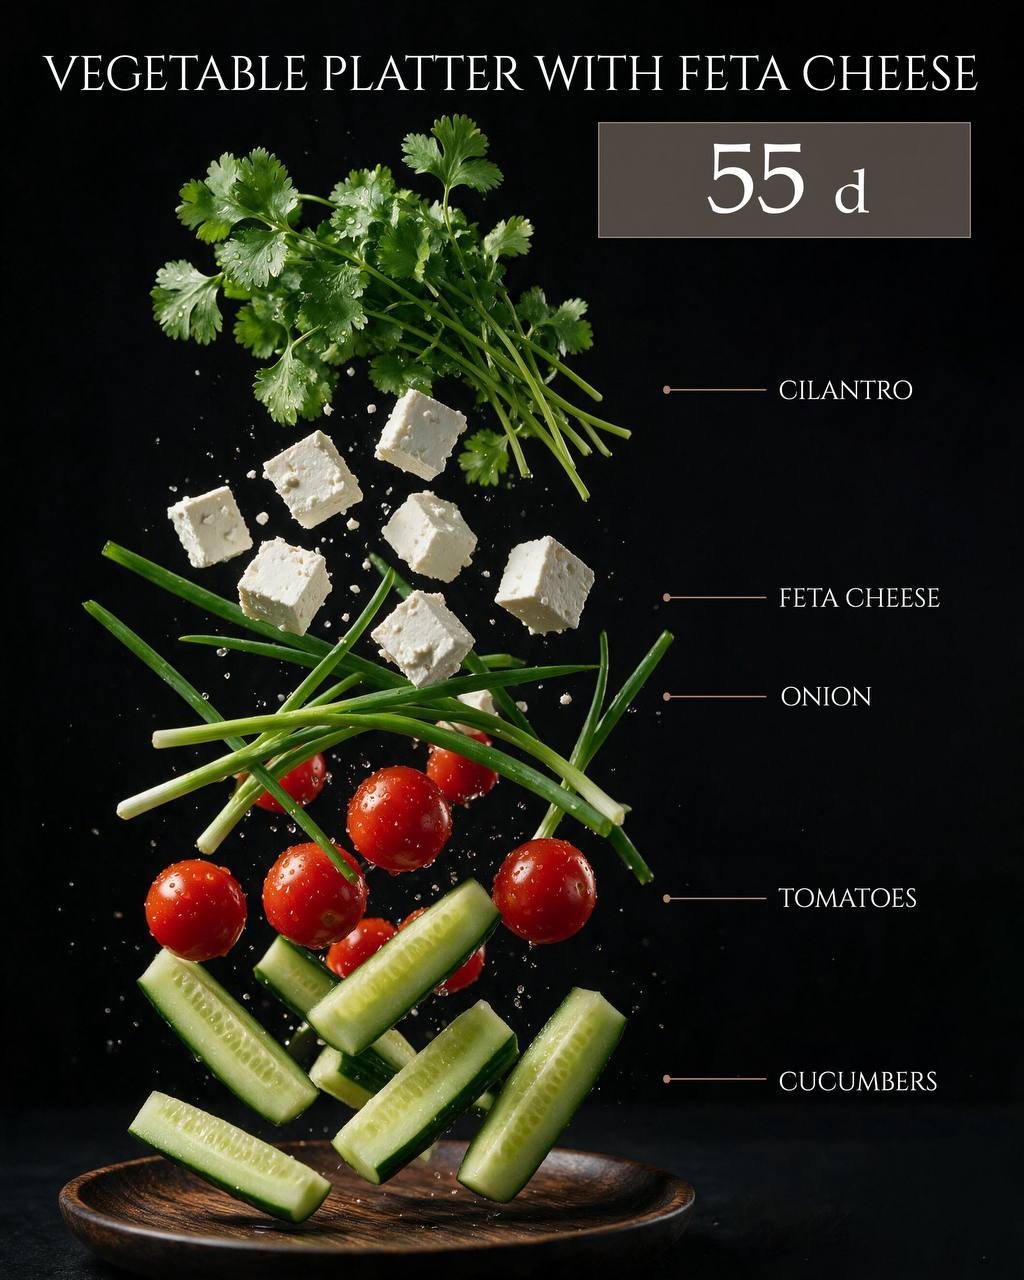 VEGETABLE PLATTER WITH FETA CHEESE
55 d
CILANTRO
FETA CHEESE
ONION
TOMATOES
CUCUMBERS